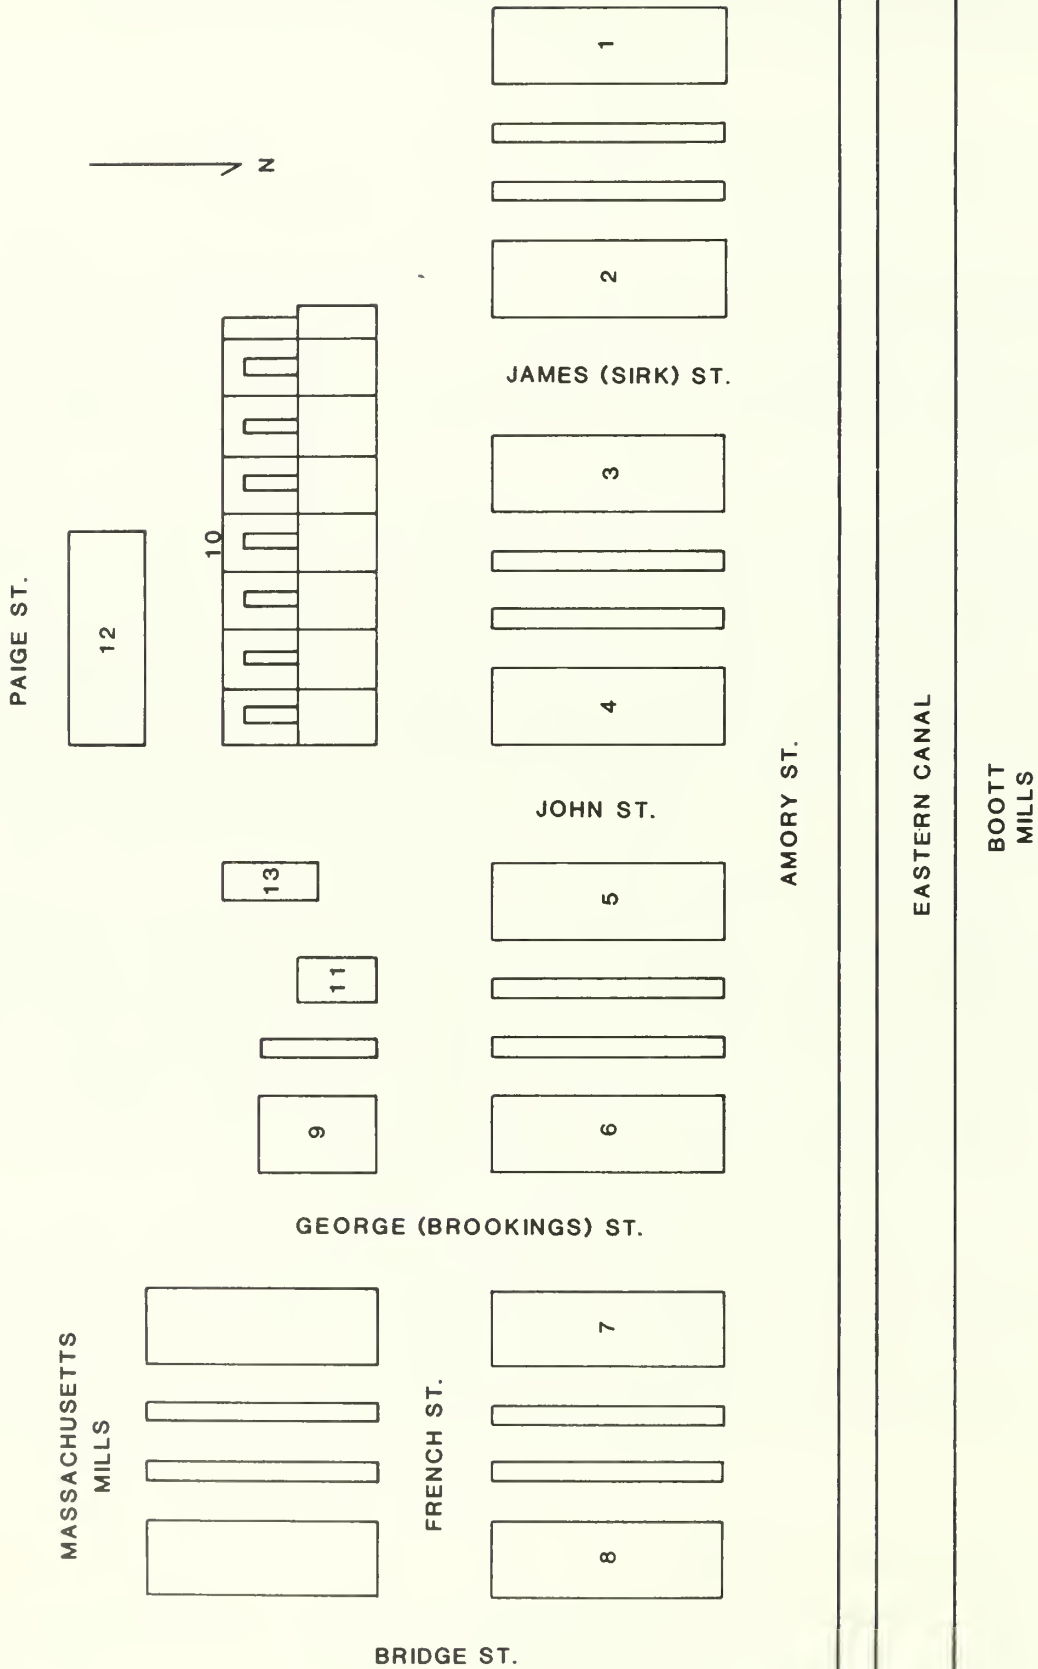 1
N
2
JAMES (SIRK) ST.
3
10
PAIGE ST.
12
4
JOHN ST.
AMORY ST.
EASTERN CANAL
BOOTT
MILLS
13
5
11
9
6
GEORGE (BROOKINGS) ST.
MASSACHUSETTS
MILLS
7
FRENCH ST.
8
BRIDGE ST.